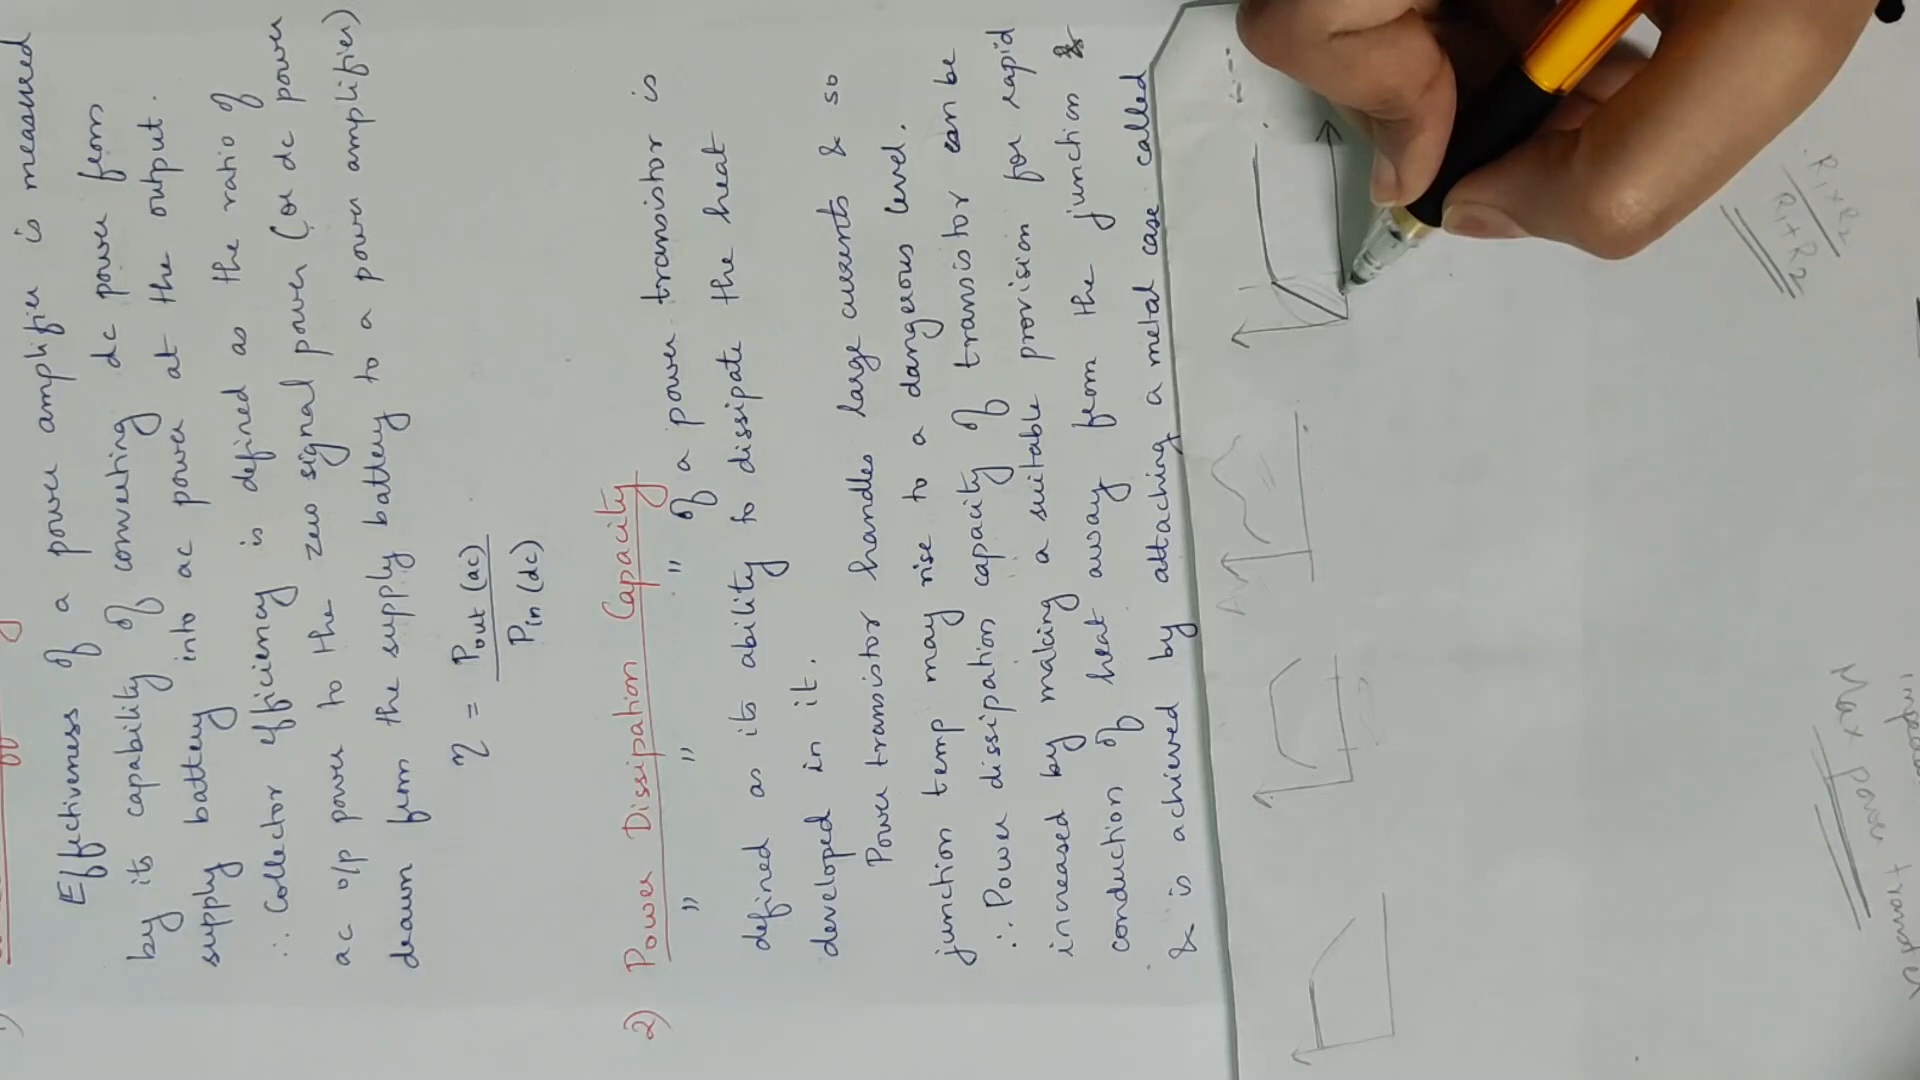 1)
Effectiveness of a power amplifier is measured
by its capability of converting dc power from
supply battery into ac power at the output.
∴ Collector efficiency is defined as the ratio of
ac o/p power to the zero signal power (or dc power
drawn from the supply battery to a power amplifier)
η = Pout (ac) / Pin (dc)
2) Power Dissipation Capacity
" " " of a power transistor is
defined as its ability to dissipate the heat
developed in it.
Power transistor handles large currents & so
junction temp may rise to a dangerous level.
∴ Power dissipation capacity of transistor can be
increased by making a suitable provision for rapid
conduction of heat away from the junction &
& is achieved by attaching a metal case called
Av
R1 x R2
R1 + R2
Max power